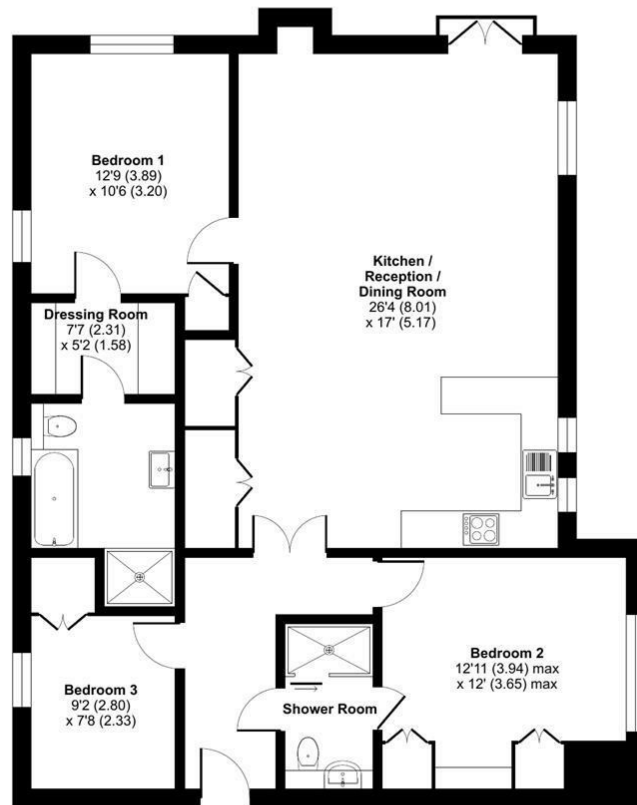 Bedroom 1
12'9 (3.89)
x 10'6 (3.20)
Kitchen /
Reception /
Dining Room
26'4 (8.01)
x 17' (5.17)
Dressing Room
7'7 (2.31)
x 5'2 (1.58)
Bedroom 2
12'11 (3.94) max
x 12' (3.65) max
Bedroom 3
9'2 (2.80)
x 7'8 (2.33)
Shower Room